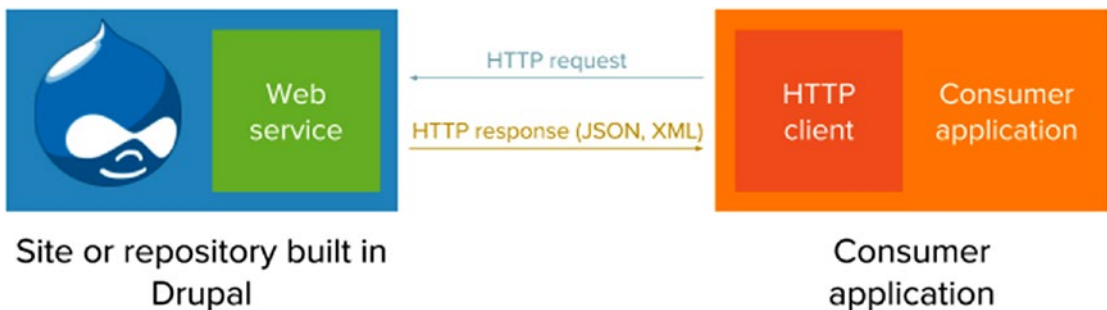 Web
service
HTTP request
HTTP response (JSON, XML)
HTTP
client
Consumer
application
Site or repository built in
Drupal
Consumer
application